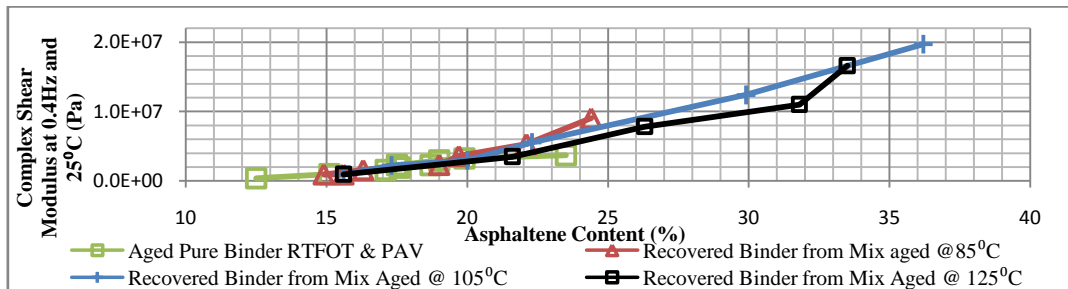 Complex Shear
Modulus at 0.4Hz and
25⁰C (Pa)
2.0E+07
1.0E+07
0.0E+00
10 15 20 25 30 35 40
Asphaltene Content (%)
Aged Pure Binder RTFOT & PAV
Recovered Binder from Mix aged @85⁰C
Recovered Binder from Mix Aged @ 105⁰C
Recovered Binder from Mix Aged @ 125⁰C